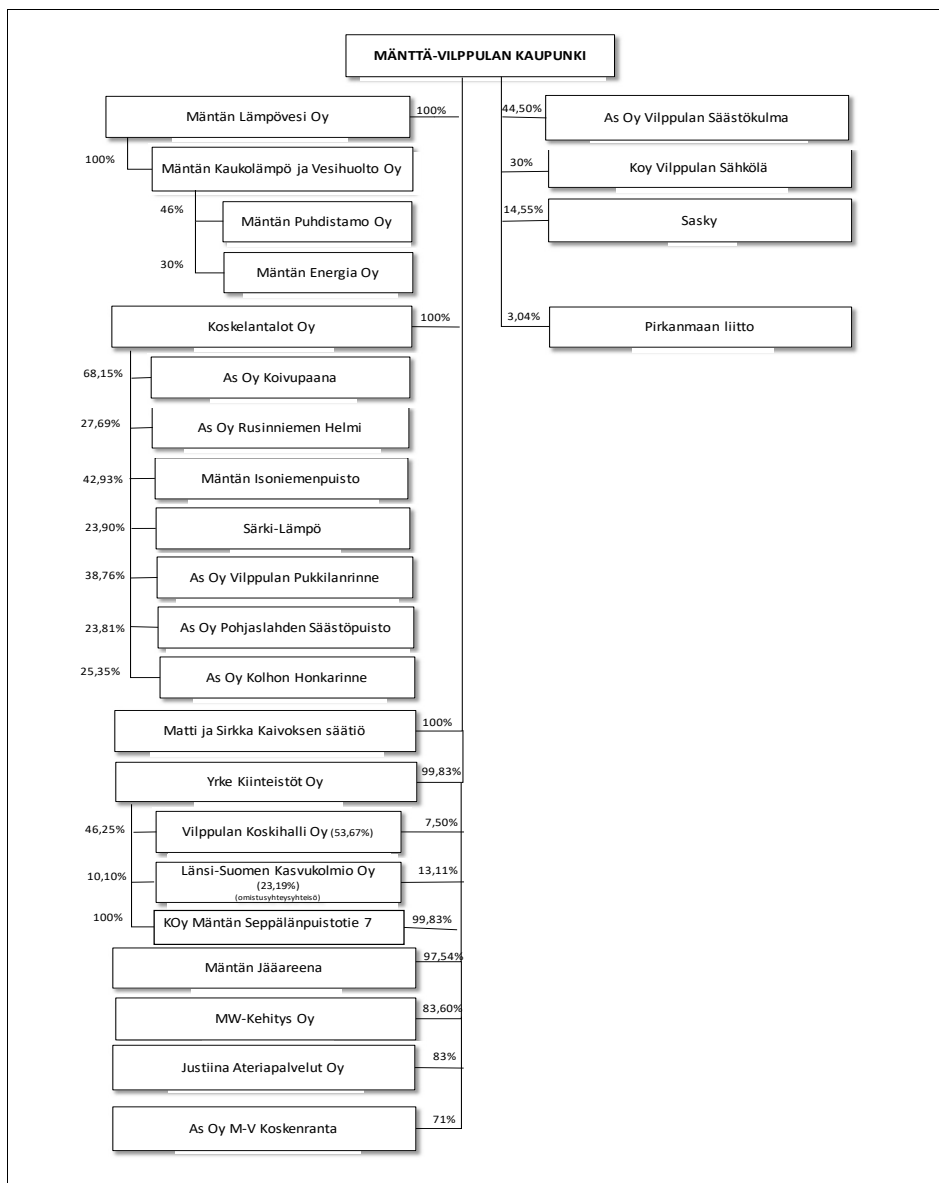 MÄNTTÄ-VILPPULAN KAUPUNKI
Mäntän Lämpövesi Oy
100%
100%
Mäntän Kaukolämpö ja Vesihuolto Oy
46%
Mäntän Puhdistamo Oy
30%
Mäntän Energia Oy
Koskelantalot Oy
100%
68,15%
As Oy Koivupaana
27,69%
As Oy Rusinniemen Helmi
42,93%
Mäntän Isoniemenpuisto
23,90%
Särki-Lämpö
38,76%
As Oy Vilppulan Pukkilanrinne
23,81%
As Oy Pohjaslahden Säästöpuisto
25,35%
As Oy Kolhon Honkarinne
Matti ja Sirkka Kaivoksen säätiö
100%
Yrke Kiinteistöt Oy
99,83%
46,25%
Vilppulan Koskihalli Oy (53,67%)
7,50%
10,10%
Länsi-Suomen Kasvukolmio Oy
(23,19%)
(omistusyhteysyhteisö)
13,11%
100%
KOy Mäntän Seppälänpuistotie 7
99,83%
Mäntän Jääareena
97,54%
MW-Kehitys Oy
83,60%
Justiina Ateriapalvelut Oy
83%
As Oy M-V Koskenranta
71%
44,50%
As Oy Vilppulan Säästökulma
30%
Koy Vilppulan Sähkölä
14,55%
Sasky
3,04%
Pirkanmaan liitto